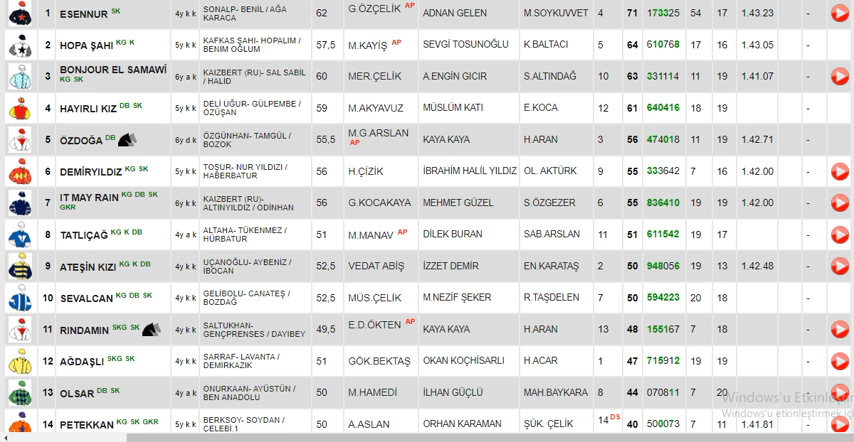 1 ESENNUR SK 4y k k SONALP- BENİL / AĞA KARACA 62 G.ÖZÇELİK AP ADNAN GELEN M.SOYKUVVET 4 71 173325 54 17 1.43.23 -
2 HOPA ŞAHI KG K 5y k k KAFKAS ŞAHI- HOPALIM / BENIM OĞLUM 57,5 M.KAYIŞ AP SEVGİ TOSUNOĞLU K.BALTACI 5 64 610768 17 16 1.43.05 -
3 BONJOUR EL SAMAWİ KG SK 6y a k KAIZBERT (RU)- SAL SABİL / HALID 60 MER.ÇELİK A.ENGİN GICIR S.ALTINDAĞ 10 63 331114 11 19 1.41.07 -
4 HAYIRLI KIZ DB SK 5y k k DELİ UĞUR- GÜLPEMBE / ÖZÜŞAN 59 M.AKYAVUZ MÜSLÜM KATI E.KOCA 12 61 640416 18 19 -
5 ÖZDOĞA DB 6y d k ÖZGÜNHAN- TAMGÜL / BOZOK 55,5 M.G.ARSLAN AP KAYA KAYA H.ARAN 3 56 474018 11 19 1.42.71 -
6 DEMİRYILDIZ KG SK 5y k k TOSUR- NUR YILDIZI / HABERBATUR 56 H.ÇİZİK İBRAHİM HALİL YILDIZ OL. AKTÜRK 9 55 333642 7 16 1.42.00 -
7 IT MAY RAIN KG DB SK GKR 6y k k KAIZBERT (RU)- ALTINYILDIZ / ODİNHAN 56 G.KOCAKAYA MEHMET GÜZEL S.ÖZGEZER 6 55 836410 19 19 1.42.00 -
8 TATLIÇAĞ KG K DB 4y a k ALTAHA- TÜKENMEZ / HÜRBATUR 51 M.MANAV AP DİLEK BURAN SAB.ARSLAN 11 51 611542 19 17 -
9 ATEŞİN KIZI KG K DB 4y k k UÇANOĞLU- AYBENİZ / İBOCAN 52,5 VEDAT ABİŞ İZZET DEMİR EN.KARATAŞ 2 50 948056 19 13 1.42.48 -
10 SEVALCAN KG DB SK 4y k k GELİBOLU- CANATEŞ / BOZDAĞ 52,5 MÜS.ÇELİK M.NEZİF ŞEKER R.TAŞDELEN 7 50 594223 20 18 -
11 RINDAMIN SKG SK 4y k k SALTUKHAN- GENÇPRENSES / DAYIBEY 49,5 E.D.ÖKTEN AP KAYA KAYA H.ARAN 13 48 155167 7 18 -
12 AĞDAŞLI SKG SK 4y k k SARRAF- LAVANTA / DEMİRKAZIK 51 GÖK.BEKTAŞ OKAN KOÇHİSARLI H.ACAR 1 47 715912 19 19 -
13 OLSAR DB SK 4y a k ONURKAAN- AYÜSTÜN / BEN ANADOLU 50 M.HAMEDİ İLHAN GÜÇLÜ MAH.BAYKARA 8 44 070811 7 20 -
Windows'u Etkinleştir
14 PETEKKAN KG SK GKR 5y k k BERKSOY- SOYDAN / ÇELEBİ.1 50 A.ASLAN ORHAN KARAMAN ŞÜK. ÇELİK 14 DS 40 500073 7 11 1.41.81 -
Windows'u etkinleştirmek iç